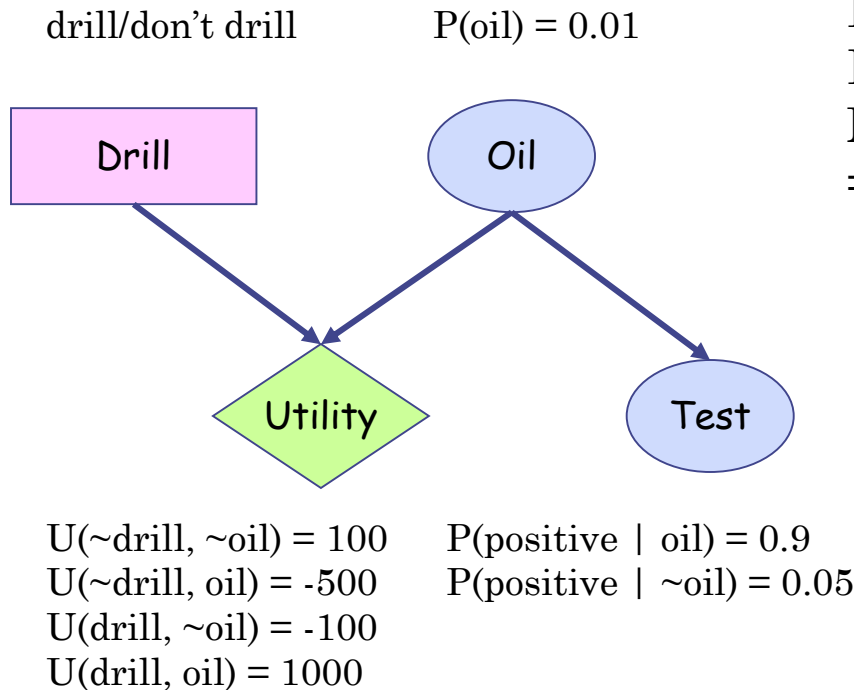 drill/don't drill P(oil) = 0.01
Drill Oil
Utility Test
U(~drill, ~oil) = 100 P(positive | oil) = 0.9
U(~drill, oil) = -500 P(positive | ~oil) = 0.05
U(drill, ~oil) = -100
U(drill, oil) = 1000